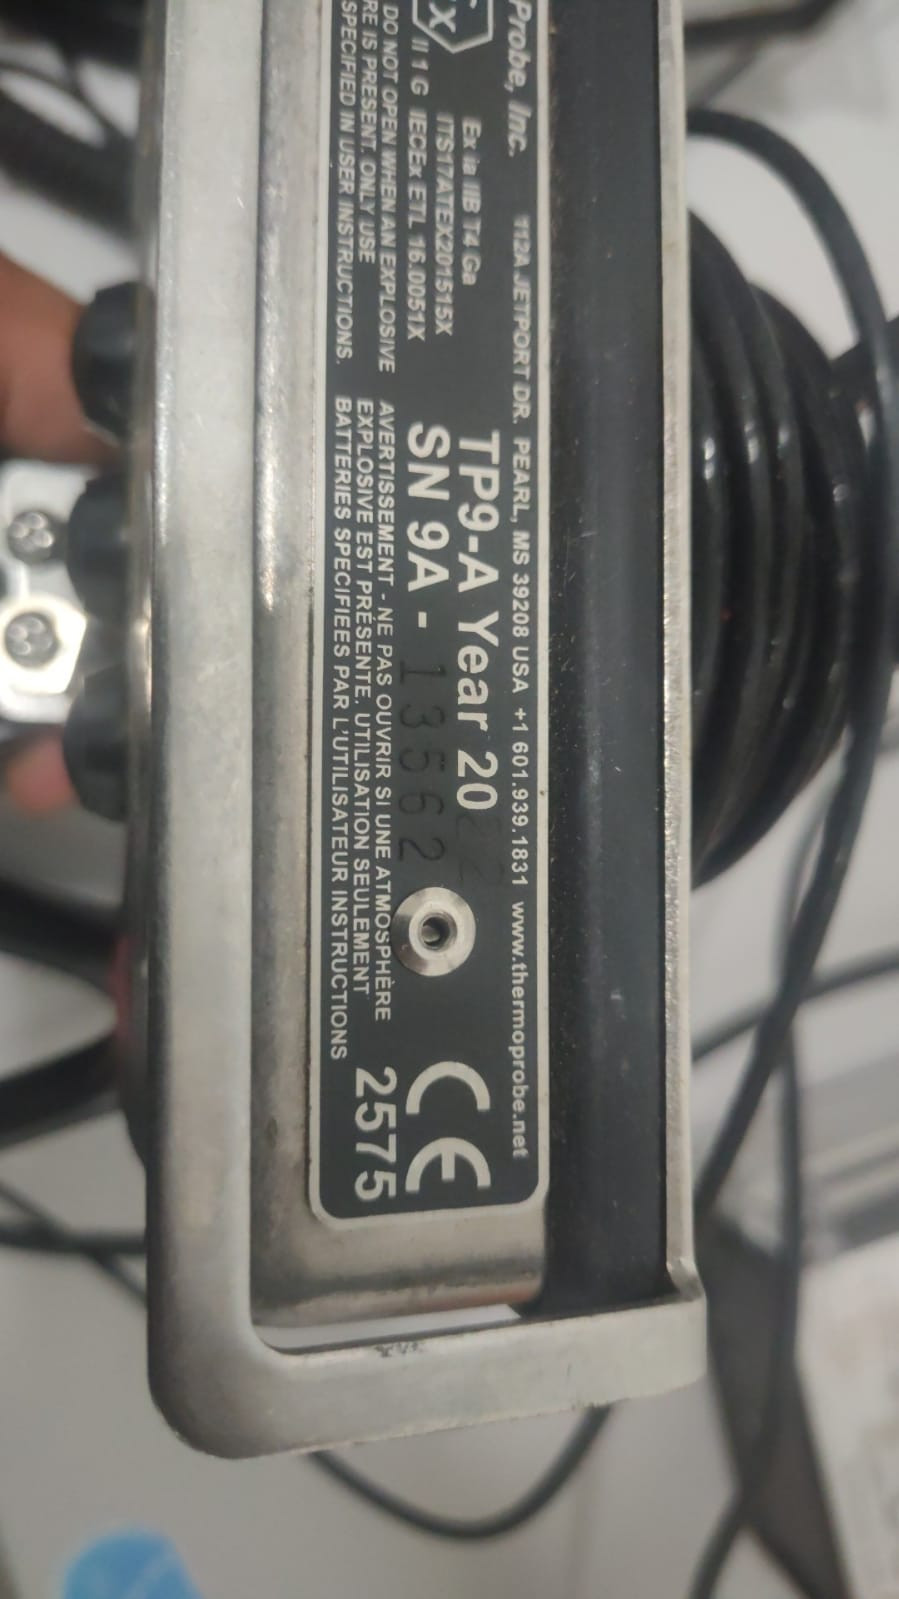 Probe, Inc. 112A JETPORT DR. PEARL, MS 39208 USA +1 601.939.1831 www.thermoprobe.net
Ex ia IIB T4 Ga
ITS17ATEX201515X
II 1 G IECEx ETL 16.0051X
DO NOT OPEN WHEN AN EXPLOSIVE
RE IS PRESENT. ONLY USE
SPECIFIED IN USER INSTRUCTIONS.
TP9-A Year 2022
SN 9A - 13562
AVERTISSEMENT - NE PAS OUVRIR SI UNE ATMOSPHÈRE
EXPLOSIVE EST PRÉSENTE. UTILISATION SEULEMENT
BATTERIES SPECIFIEES PAR L'UTILISATEUR INSTRUCTIONS
CE
2575